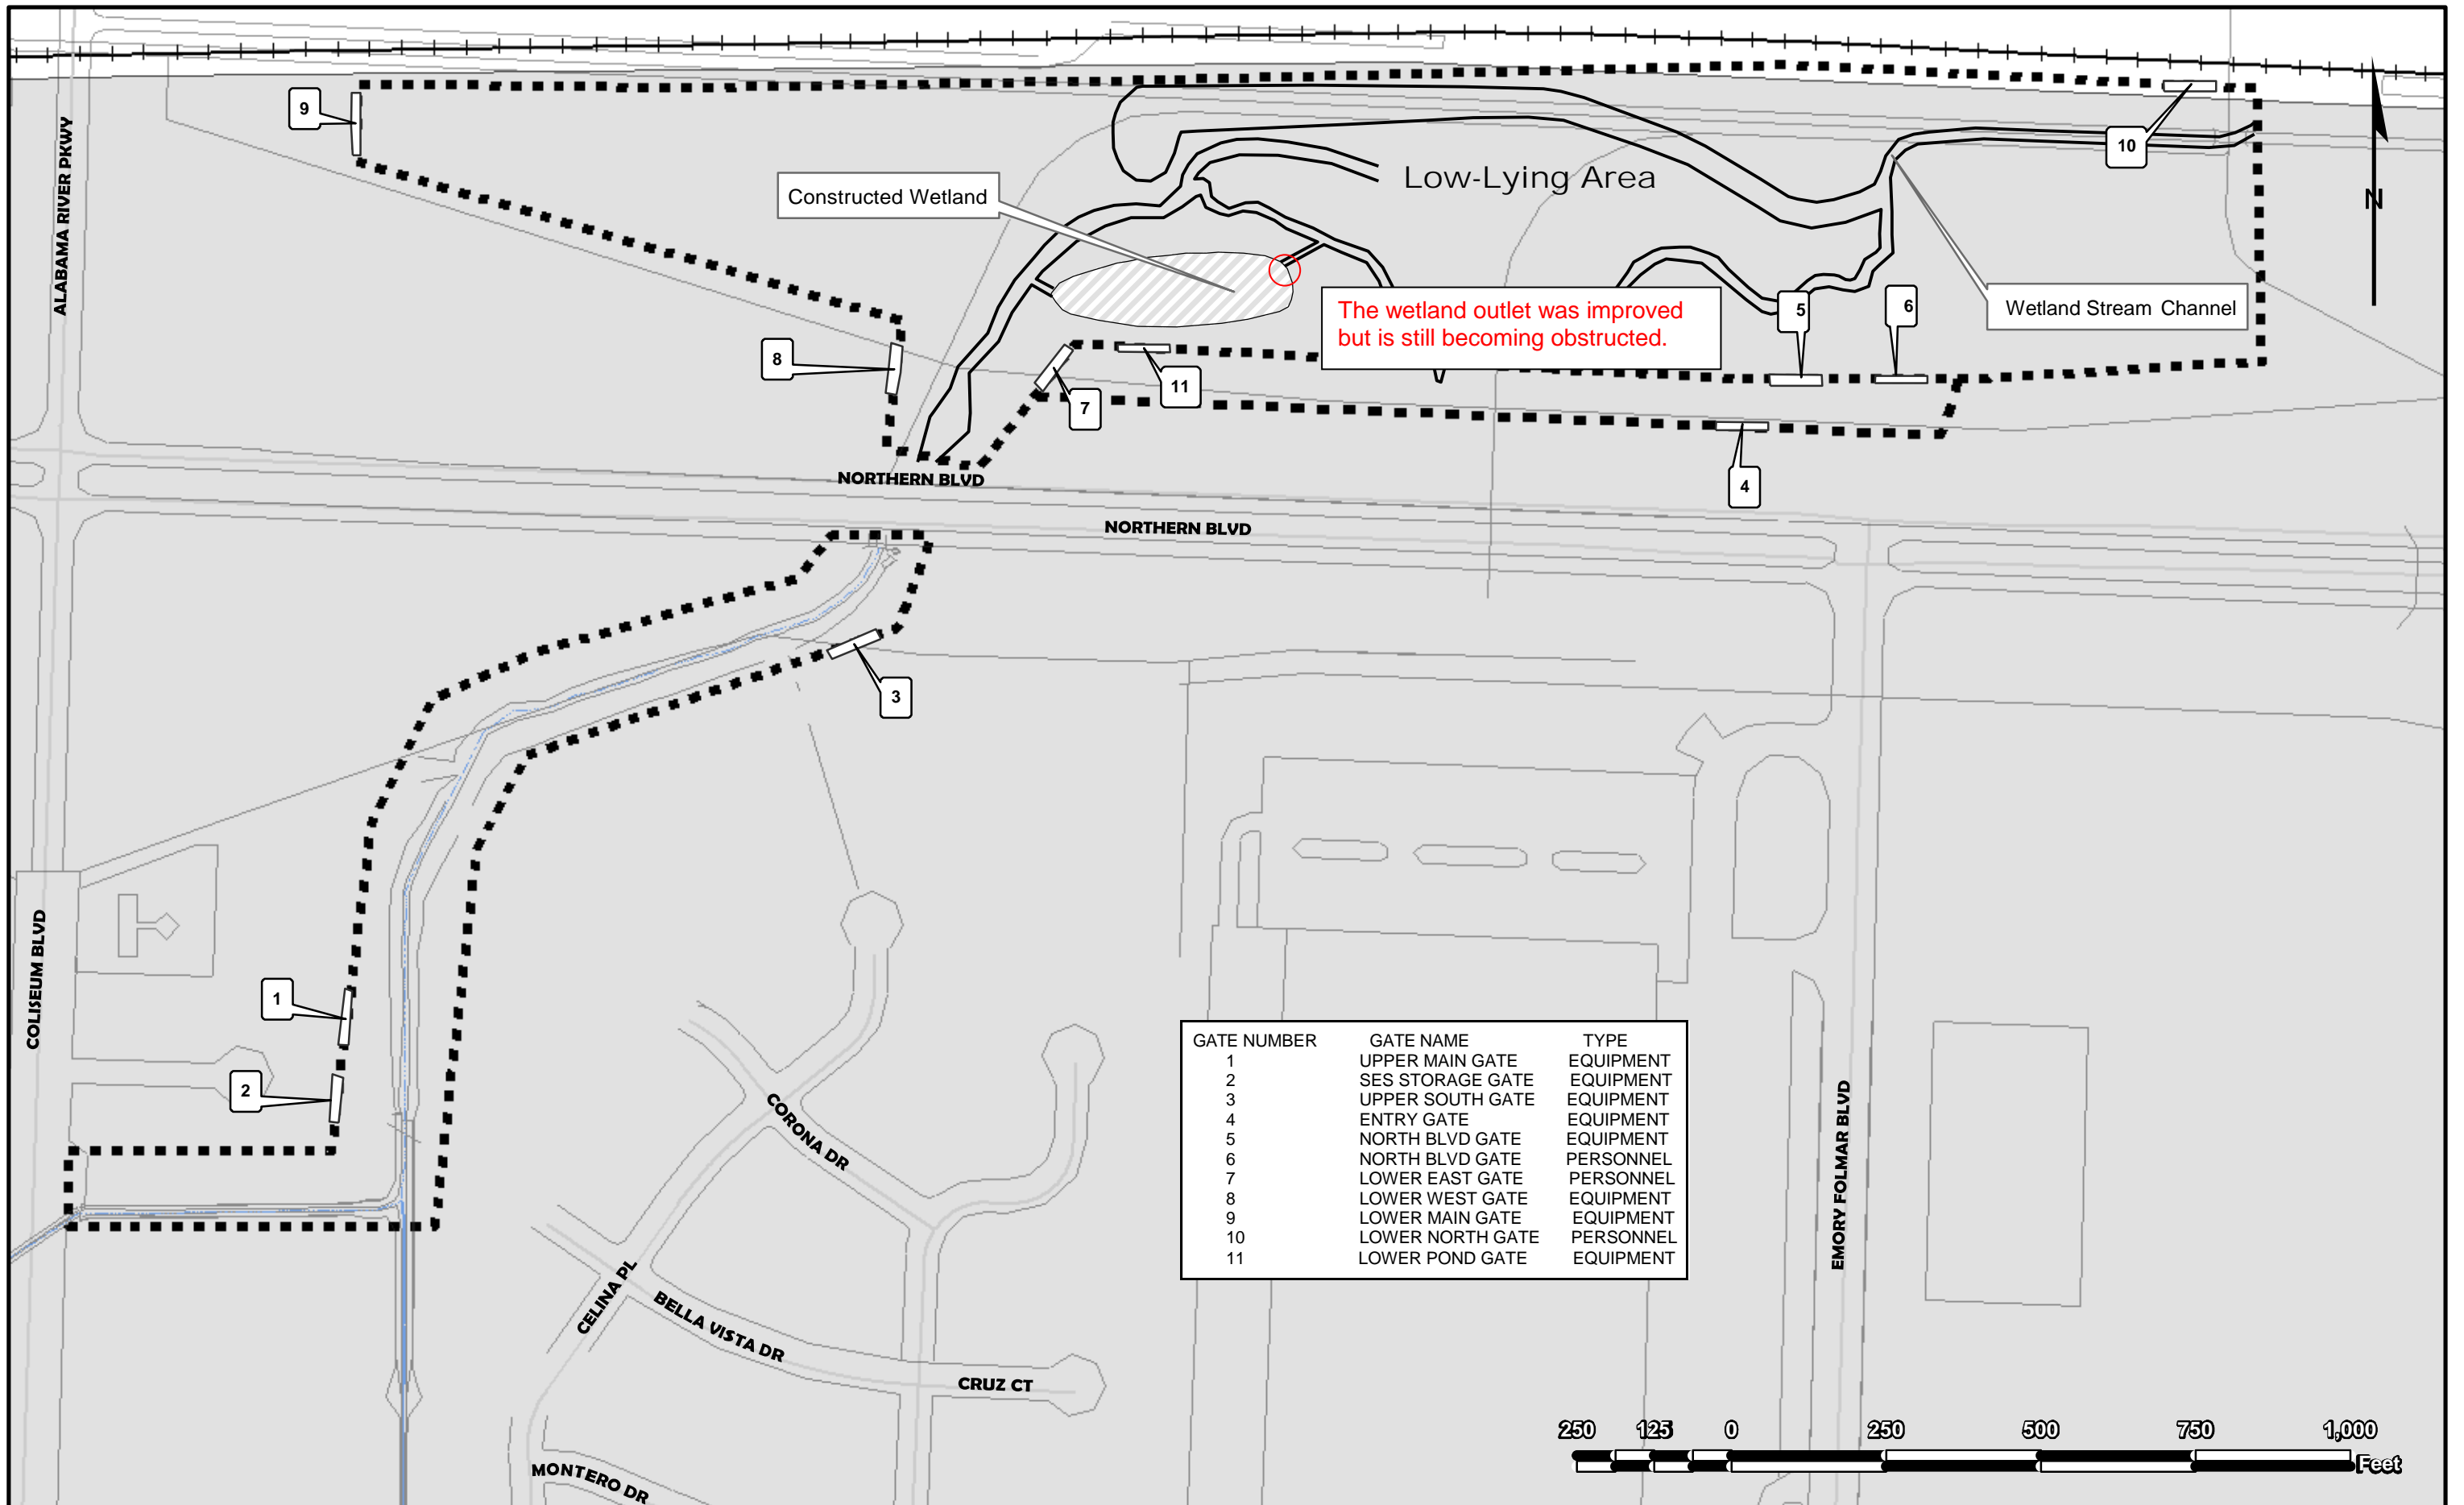 9
10
ALABAMA RIVER PKWY
Low-Lying Area
Constructed Wetland
N
The wetland outlet was improved
but is still becoming obstructed.
5
6
Wetland Stream Channel
8
11
7
4
NORTHERN BLVD
NORTHERN BLVD
3
COLISEUM BLVD
1
2
GATE NUMBER GATE NAME TYPE
1 UPPER MAIN GATE EQUIPMENT
2 SES STORAGE GATE EQUIPMENT
3 UPPER SOUTH GATE EQUIPMENT
4 ENTRY GATE EQUIPMENT
5 NORTH BLVD GATE EQUIPMENT
6 NORTH BLVD GATE PERSONNEL
7 LOWER EAST GATE PERSONNEL
8 LOWER WEST GATE EQUIPMENT
9 LOWER MAIN GATE EQUIPMENT
10 LOWER NORTH GATE PERSONNEL
11 LOWER POND GATE EQUIPMENT
CORONA DR
EMORY FOLMAR BLVD
CELINA PL
BELLA VISTA DR
CRUZ CT
MONTERO DR
250 125 0 250 500 750 1,000
Feet